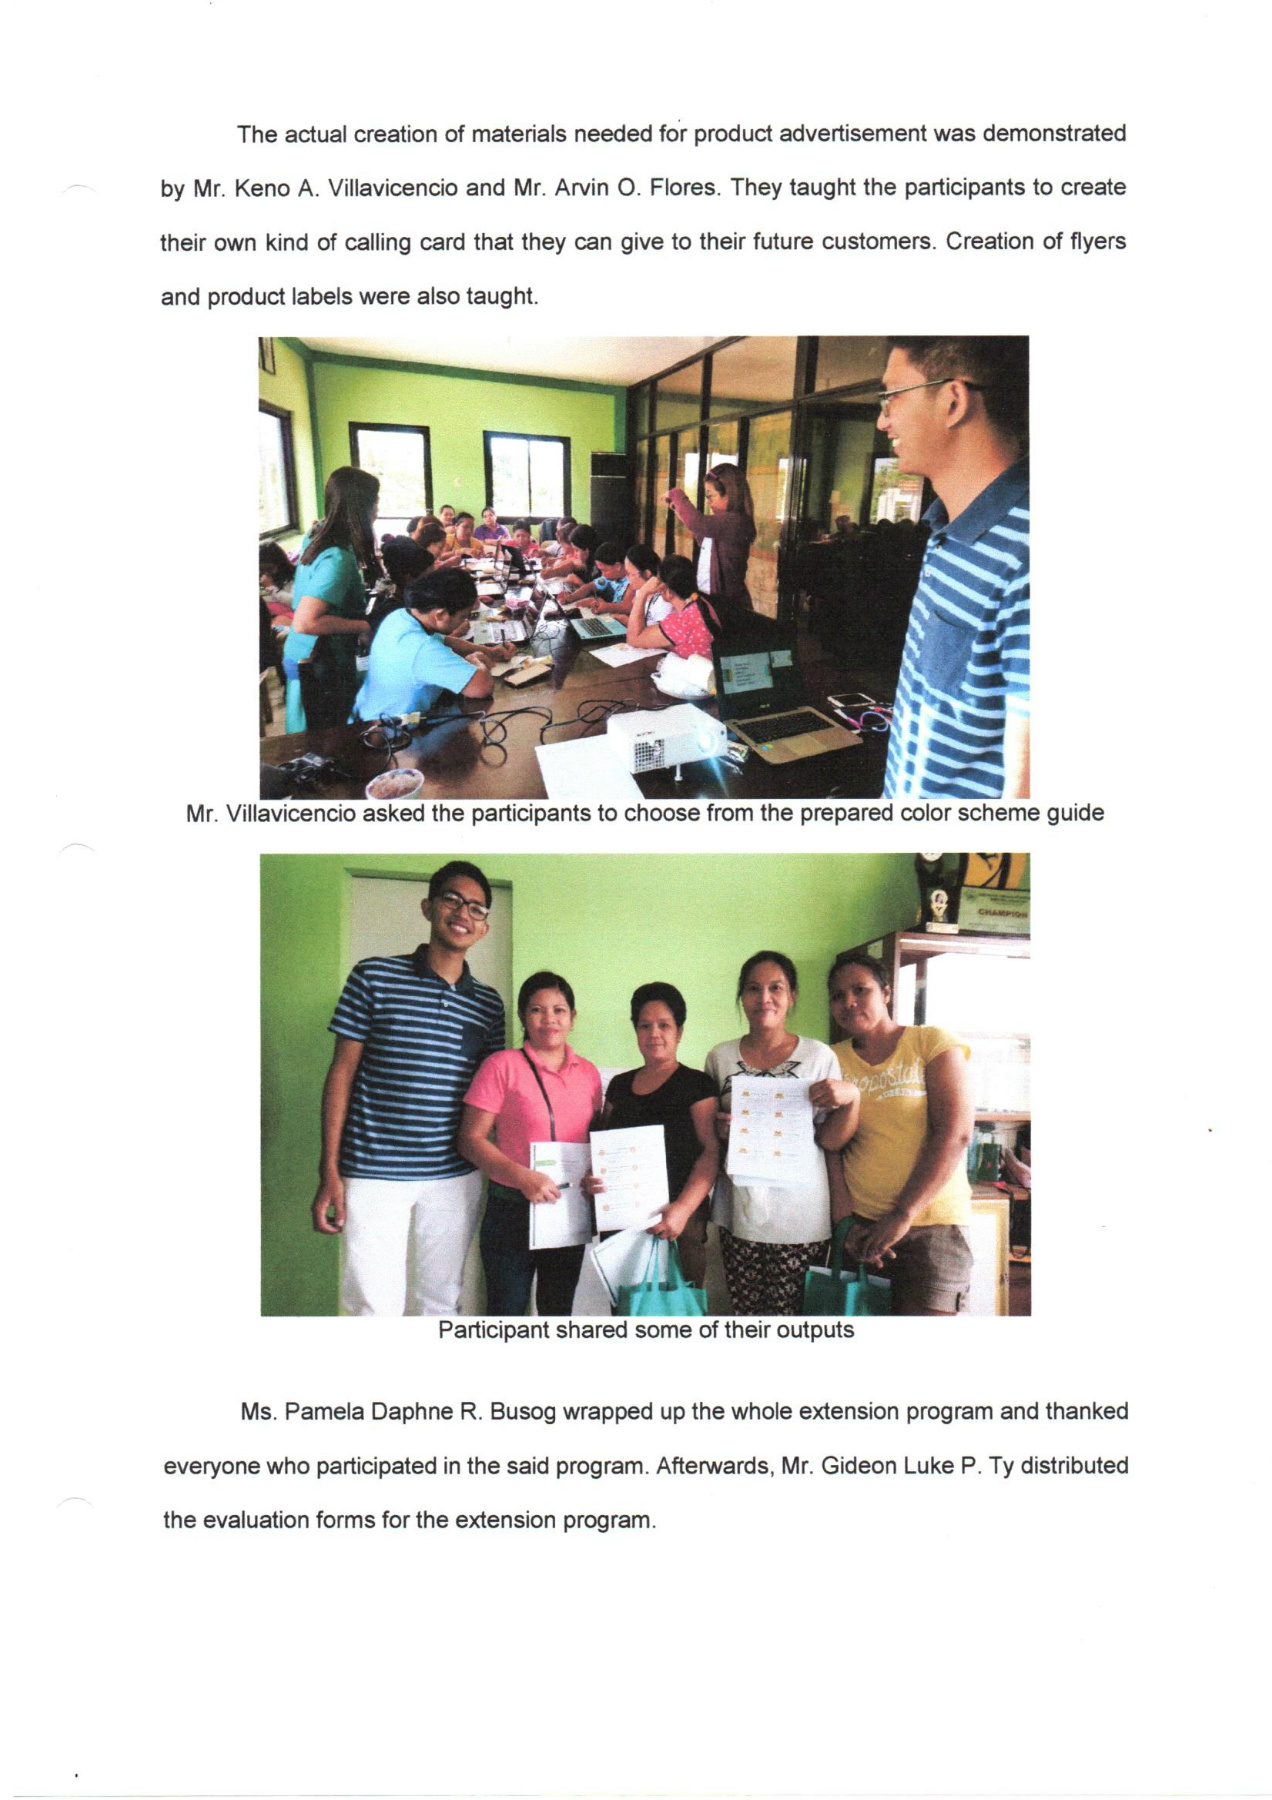 The actual creation of materials needed for product advertisement was demonstrated
by Mr. Keno A. Villavicencio and Mr. Arvin O. Flores. They taught the participants to create
their own kind of calling card that they can give to their future customers. Creation of flyers
and product labels were also taught.
Mr. Villavicencio asked the participants to choose from the prepared color scheme guide
CHAMPION
Participant shared some of their outputs
Ms. Pamela Daphne R. Busog wrapped up the whole extension program and thanked
everyone who participated in the said program. Afterwards, Mr. Gideon Luke P. Ty distributed
the evaluation forms for the extension program.